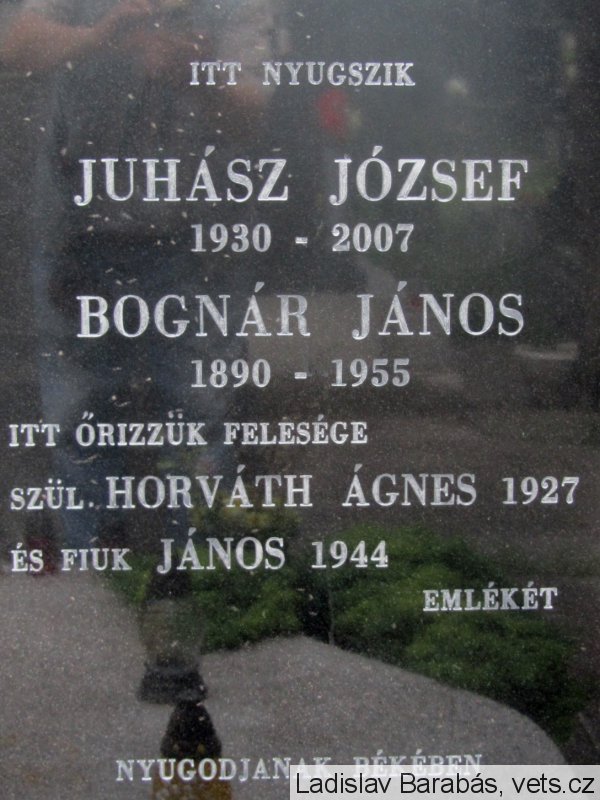 ITT NYUGSZIK
JUHÁSZ JÓZSEF
1930 - 2007
BOGNÁR JÁNOS
1890 - 1955
ITT ŐRIZZÜK FELESÉGE
SZÜL. HORVÁTH ÁGNES 1927
ÉS FIUK JÁNOS 1944
EMLÉKÉT
NYUGODJANAK BÉKÉBEN
Ladislav Barabás, vets.cz